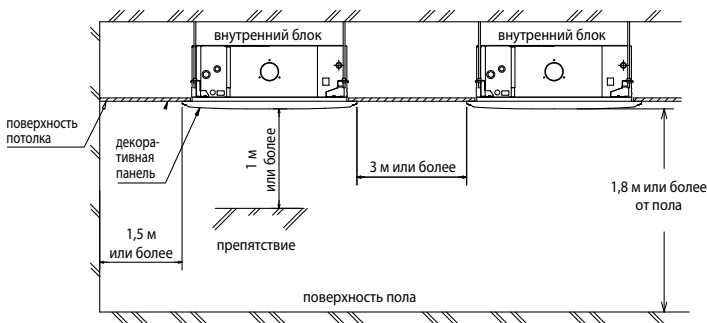 внутренний блок
внутренний блок
поверхность
потолка
декора-
тивная
панель
1 м
или более
3 м или более
1,8 м или более
от пола
1,5 м
или более
препятствие
поверхность пола